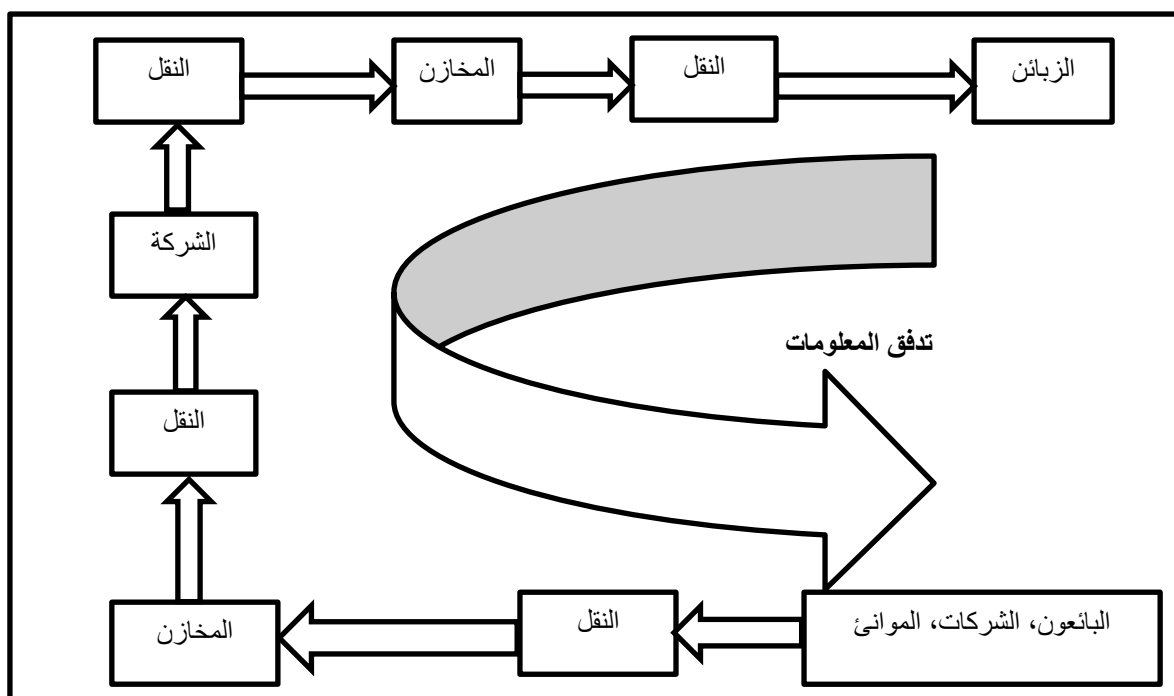 النقل
المخازن
النقل
الزبائن
الشركة
تدفق المعلومات
النقل
البائعون، الشركات، الموانئ
النقل
المخازن